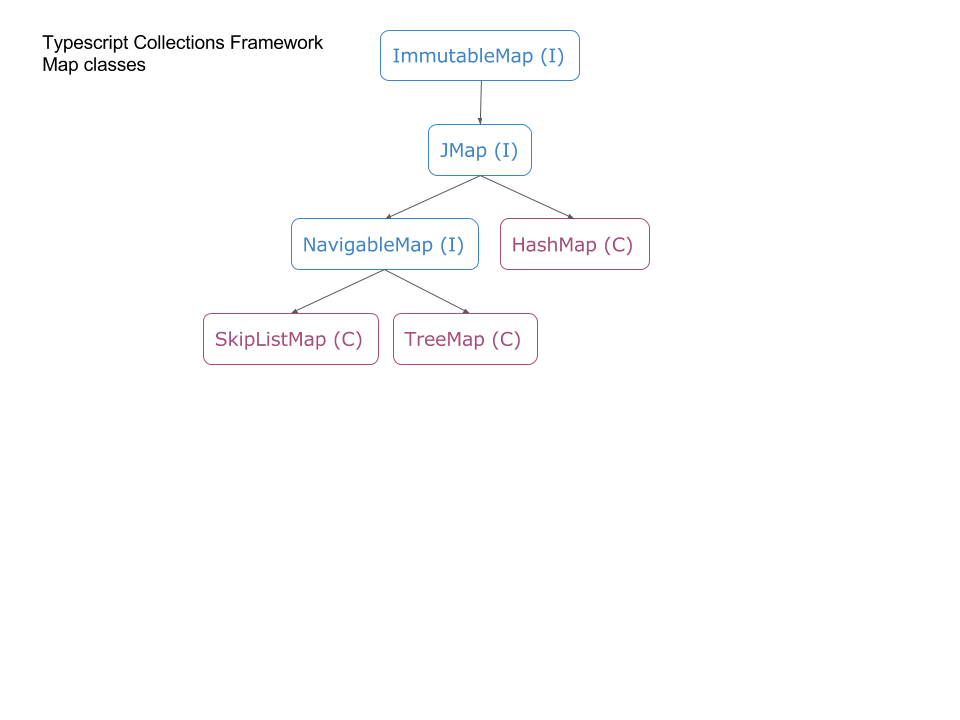 Typescript Collections Framework
Map classes
ImmutableMap (I)
JMap (I)
NavigableMap (I)
HashMap (C)
SkipListMap (C)
TreeMap (C)